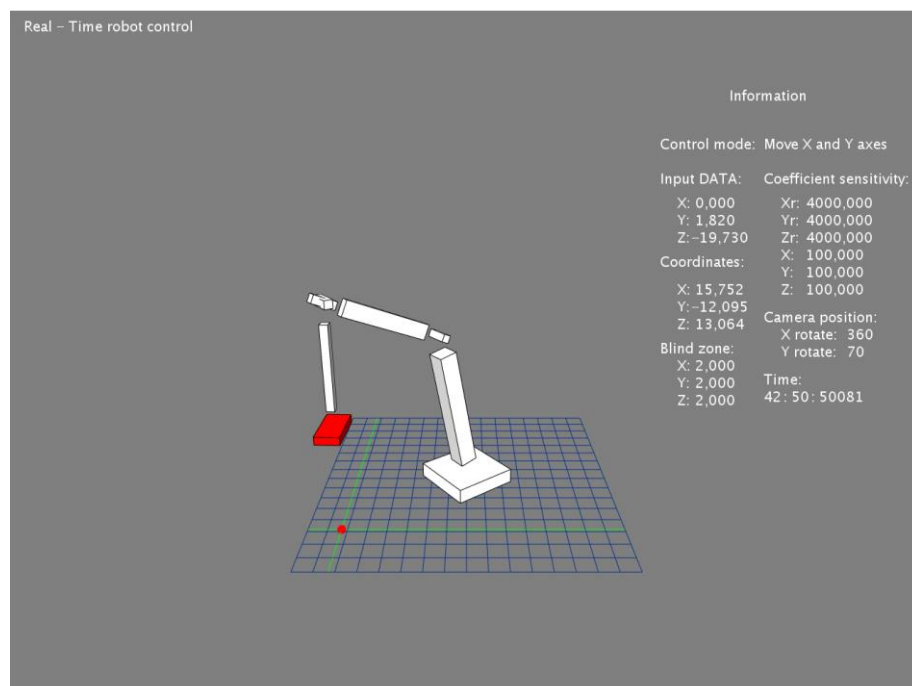 Real – Time robot control
Information
Control mode: Move X and Y axes
Input DATA:
X: 0,000
Y: 1,820
Z:–19,730
Coordinates:
X: 15,752
Y:–12,095
Z: 13,064
Blind zone:
X: 2,000
Y: 2,000
Z: 2,000
Coefficient sensitivity:
Xr: 4000,000
Yr: 4000,000
Zr: 4000,000
X: 100,000
Y: 100,000
Z: 100,000
Camera position:
X rotate: 360
Y rotate: 70
Time:
42: 50: 50081